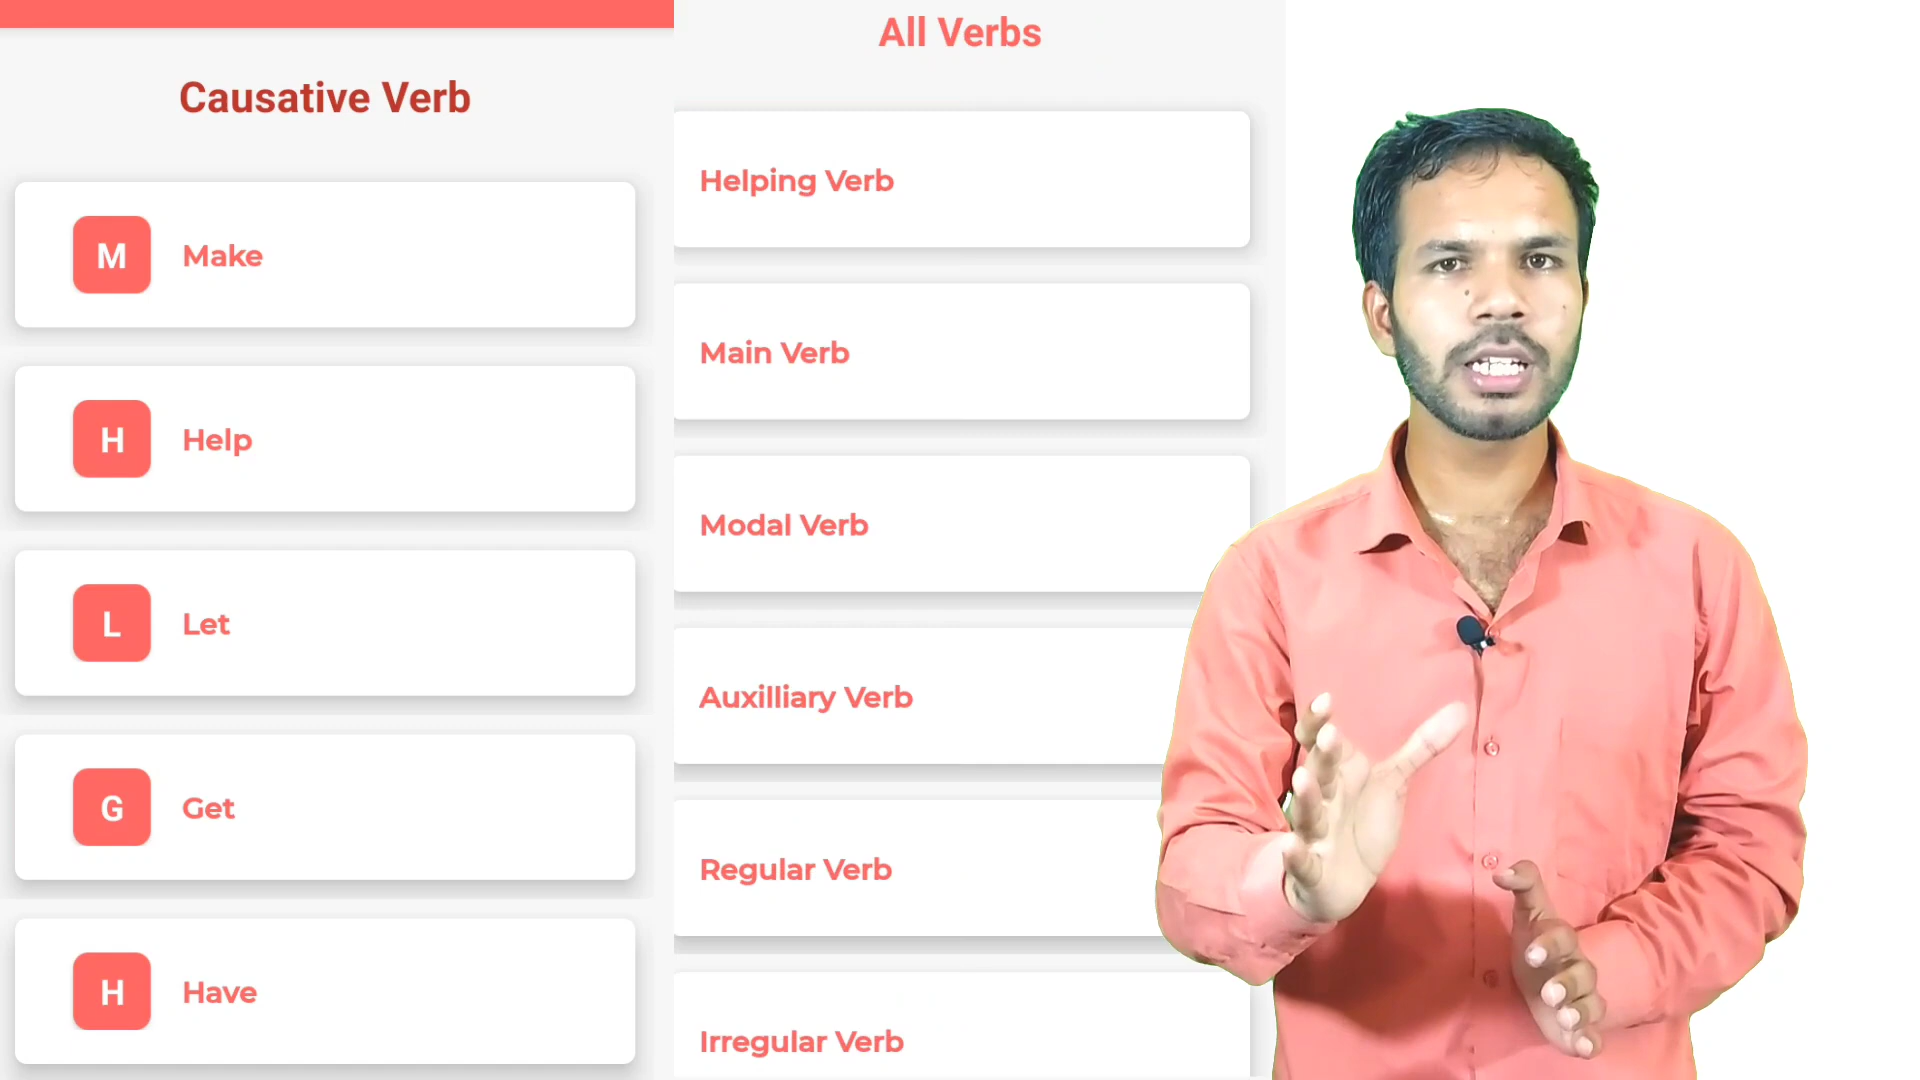 Causative Verb
M Make
H Help
L Let
G Get
H Have
All Verbs
Helping Verb
Main Verb
Modal Verb
Auxilliary Verb
Regular Verb
Irregular Verb